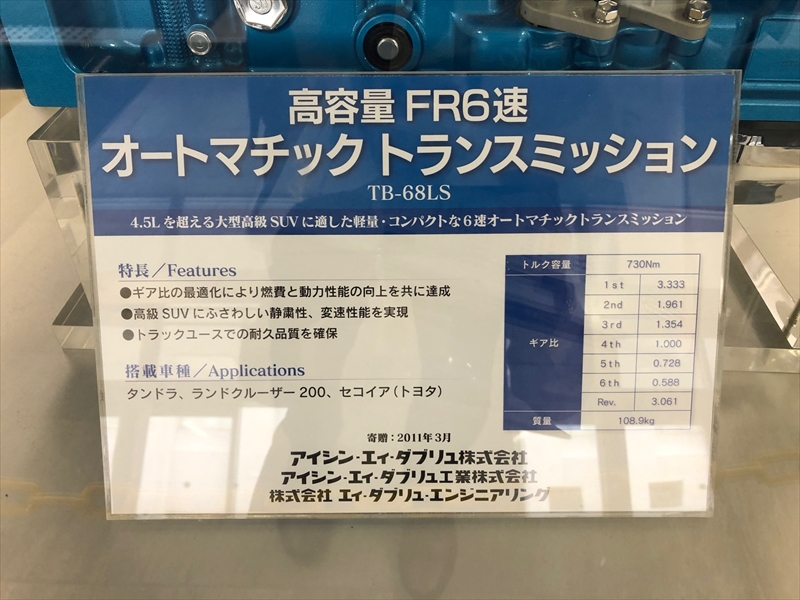 高容量 FR6速
オートマチック トランスミッション
TB-68LS
4.5Lを超える大型高級SUVに適した軽量・コンパクトな6速オートマチックトランスミッション
特長／Features
●ギア比の最適化により燃費と動力性能の向上を共に達成
●高級SUVにふさわしい静粛性、変速性能を実現
●トラックユースでの耐久品質を確保
搭載車種／Applications
タンドラ、ランドクルーザー200、セコイア(トヨタ)
トルク容量 730Nm
ギア比
1st 3.333
2nd 1.961
3rd 1.354
4th 1.000
5th 0.728
6th 0.588
Rev. 3.061
質量 108.9kg
寄贈：2011年3月
アイシン・エィ・ダブリュ株式会社
アイシン・エィ・ダブリュ工業株式会社
株式会社 エィ・ダブリュ・エンジニアリング